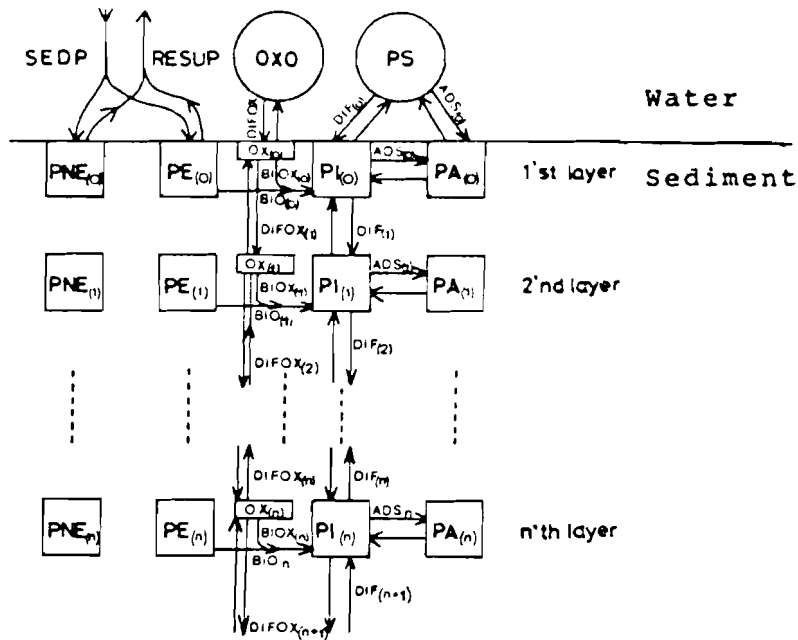 SEDP RESUP OXO PS
DIFOX DIF(0) ADS(0) Water
PNE(0) PE(0) OX(0) PI(0) ADS(0) PA(0) 1'st layer Sediment
BIOX(0)
BIO(0)
DIFOX(1) DIF(1)
PNE(1) PE(1) OX(1) PI(1) ADS(1) PA(1) 2'nd layer
BIOX(1)
BIO(1)
DIFOX(2) DIF(2)
DIFOX(n) DIF(n)
PNE(n) PE(n) OX(n) PI(n) ADSn PA(n) n'th layer
BIOX(n)
BIOn
DIF(n+1)
DIFOX(n+1)